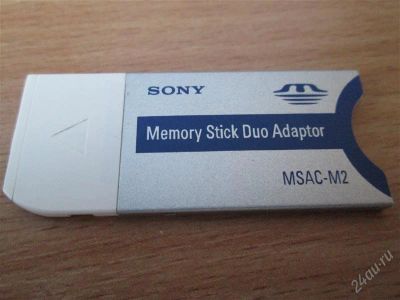 SONY
Memory Stick Duo Adaptor
MSAC-M2
24au.ru